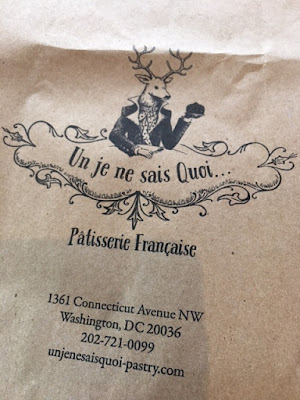 Un je ne sais Quoi...
Pâtisserie Française
1361 Connecticut Avenue NW
Washington, DC 20036
202-721-0099
unjenesaisquoi-pastry.com